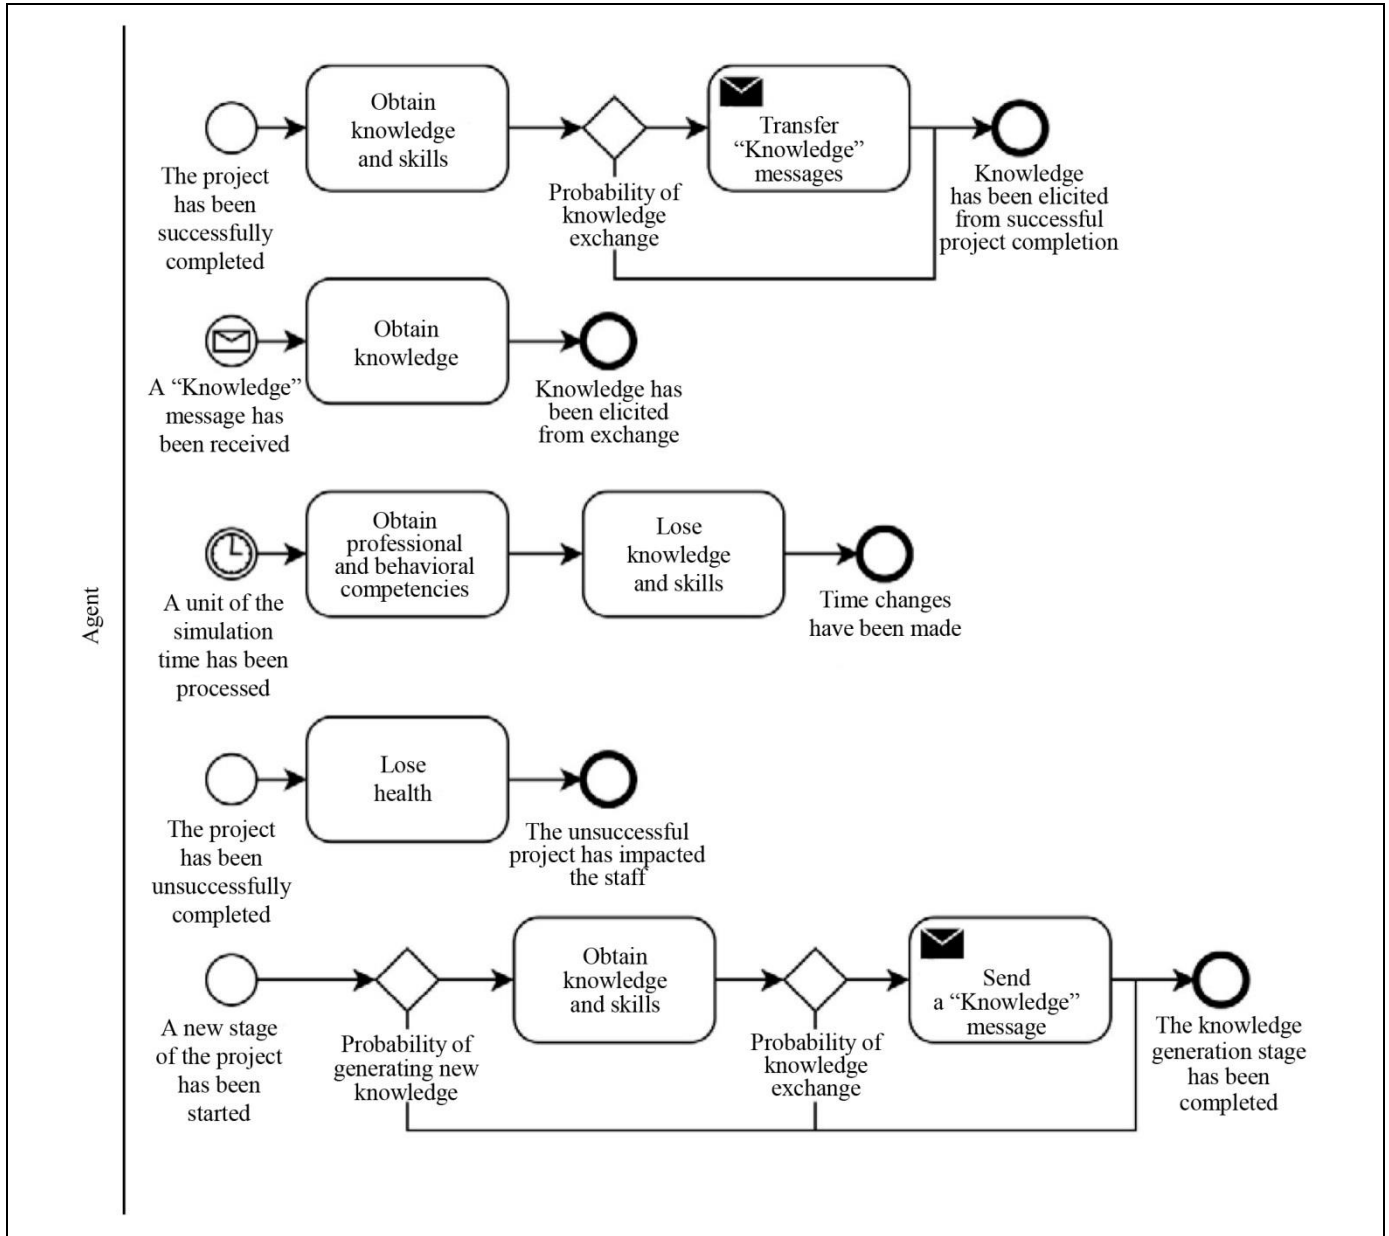 Agent
Obtain
knowledge
and skills
Transfer
“Knowledge”
messages
The project
has been
successfully
completed
Probability of
knowledge
exchange
Knowledge
has been elicited
from successful
project completion
Obtain
knowledge
A “Knowledge”
message has
been received
Knowledge has
been elicited
from exchange
Obtain
professional
and behavioral
competencies
Lose
knowledge
and skills
A unit of the
simulation
time has been
processed
Time changes
have been made
Lose
health
The project
has been
unsuccessfully
completed
The unsuccessful
project has impacted
the staff
Obtain
knowledge
and skills
Send
a “Knowledge”
message
A new stage
of the project
has been
started
Probability of
generating new
knowledge
Probability of
knowledge
exchange
The knowledge
generation stage
has been
completed